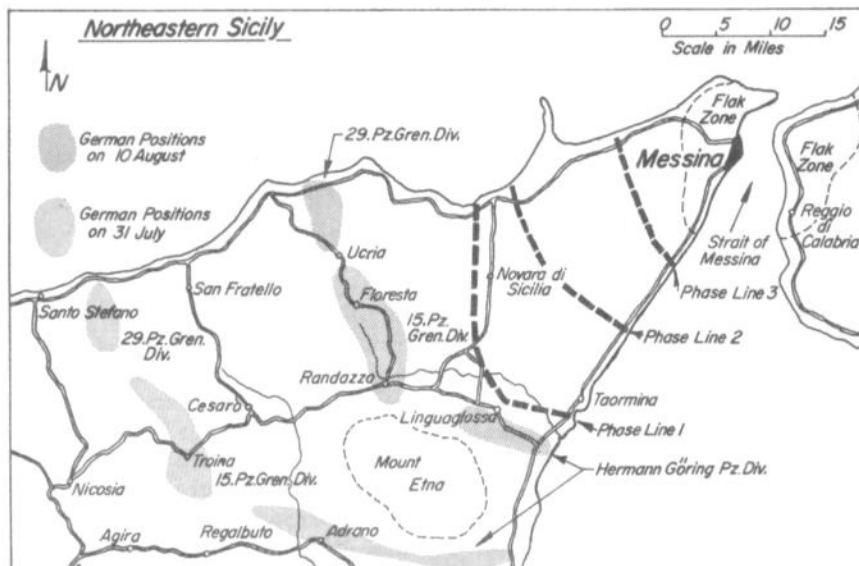 Northeastern Sicily
0 5 10 15
Scale in Miles
N
German Positions
on 10 August
German Positions
on 31 July
29. Pz. Gren. Div.
Flak
Zone
Messina
Flak
Zone
Reggio
di
Calabria
Strait of
Messina
Ucria
Novara di
Sicilia
Phase Line 3
San Fratello
Floresta
Santo Stefano
29. Pz. Gren.
Div.
15. Pz.
Gren. Div.
Phase Line 2
Randazzo
Taormina
Cesarò
Linguaglossa
Phase Line 1
Troina
15. Pz. Gren. Div.
Mount
Etna
Hermann Göring Pz. Div.
Nicosia
Agira
Regalbuto
Adrano